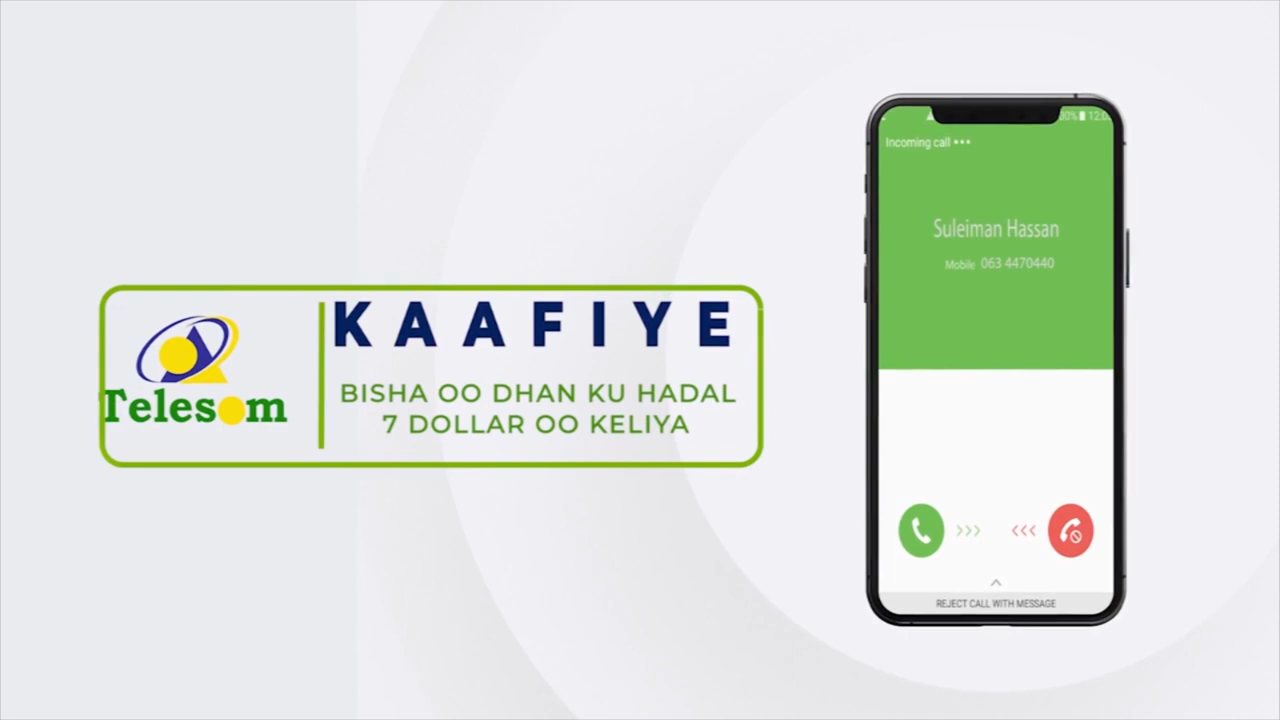 Telesom
KAAFIYE
BISHA OO DHAN KU HADAL
7 DOLLAR OO KELIYA
Incoming call •••
Suleiman Hassan
Mobile 063 4470440
REJECT CALL WITH MESSAGE